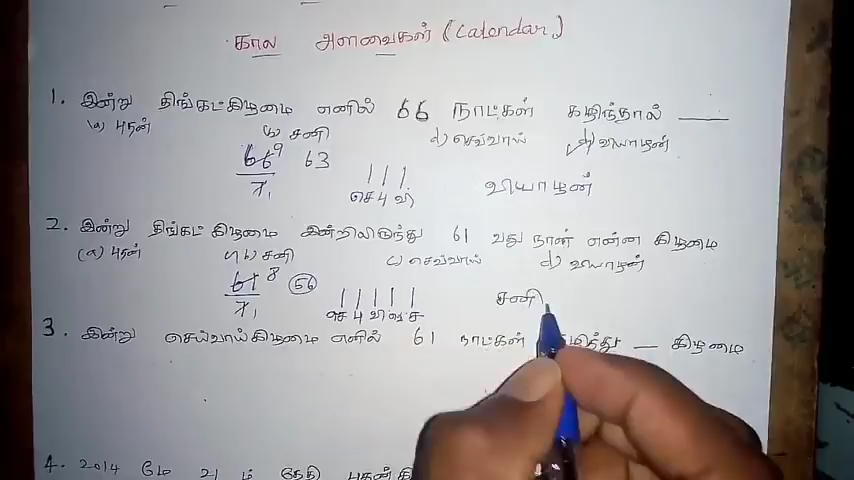 கால அளவைகள் (Calendar)
1. இன்று திங்கட்கிழமை எனில் 66 நாட்கள் கழிந்தால் ____
(a) புதன் (b) சனி c) செவ்வாய் d) வியாழன்
66 9 63
7 செ பு வி வியாழன்
2. இன்று திங்கட் கிழமை இன்றிலிருந்து 61 வது நாள் என்ன கிழமை
(a) புதன் b) சனி c) செவ்வாய் d) வியாழன்
61 8 56
7 செ பு வி வெ ச சனி
3. இன்று செய்வாய்கிழமை எனில் 61 நாட்கள் கழித்து __ கிழமை
4. 2014 மே 21 ம் தேதி புதன்கி